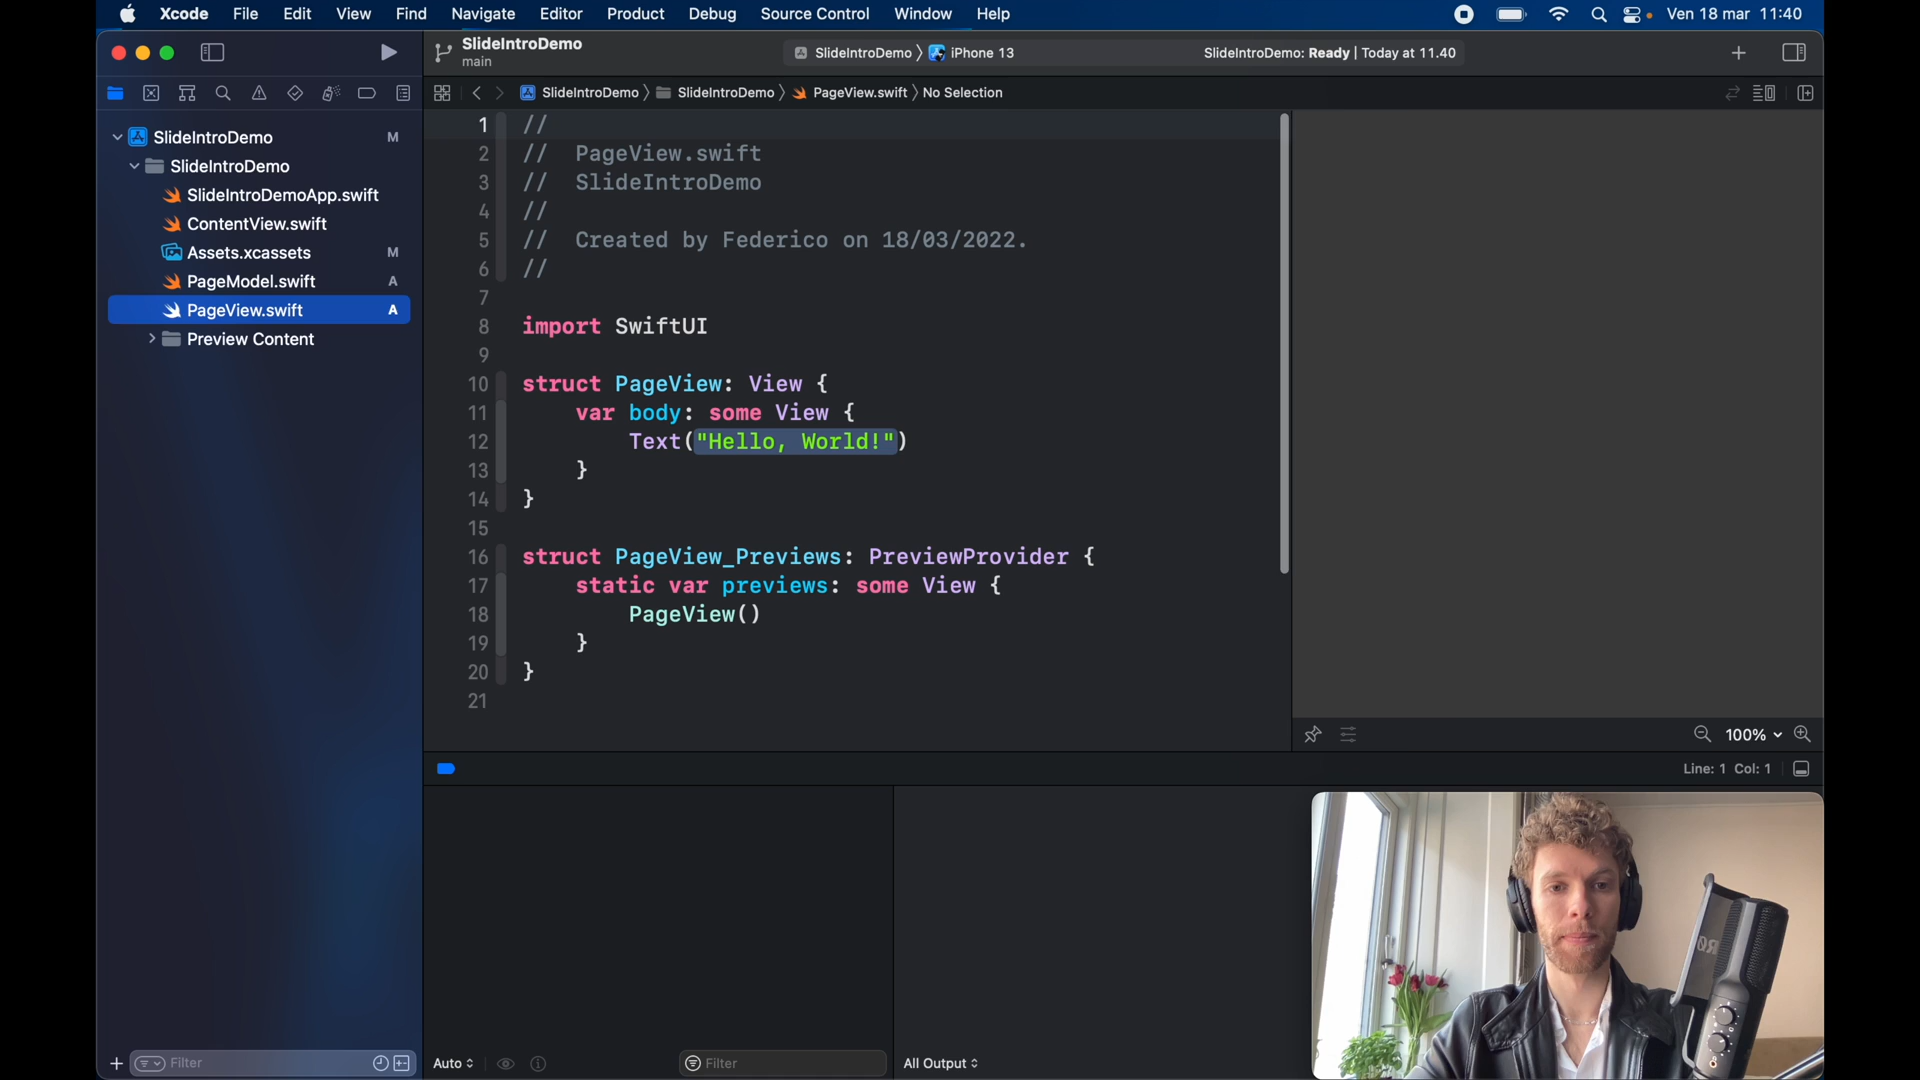 Xcode File Edit View Find Navigate Editor Product Debug Source Control Window Help Ven 18 mar 11:40
SlideIntroDemo
main
SlideIntroDemo iPhone 13
SlideIntroDemo: Ready | Today at 11.40
SlideIntroDemo SlideIntroDemo PageView.swift No Selection
SlideIntroDemo M
SlideIntroDemo
SlideIntroDemoApp.swift
ContentView.swift
Assets.xcassets M
PageModel.swift A
PageView.swift A
Preview Content
1 //
2 // PageView.swift
3 // SlideIntroDemo
4 //
5 // Created by Federico on 18/03/2022.
6 //
7
8 import SwiftUI
9
10 struct PageView: View {
11 var body: some View {
12 Text("Hello, World!")
13 }
14 }
15
16 struct PageView_Previews: PreviewProvider {
17 static var previews: some View {
18 PageView()
19 }
20 }
21
100%
Line: 1 Col: 1
RØ
Filter
Auto
Filter
All Output